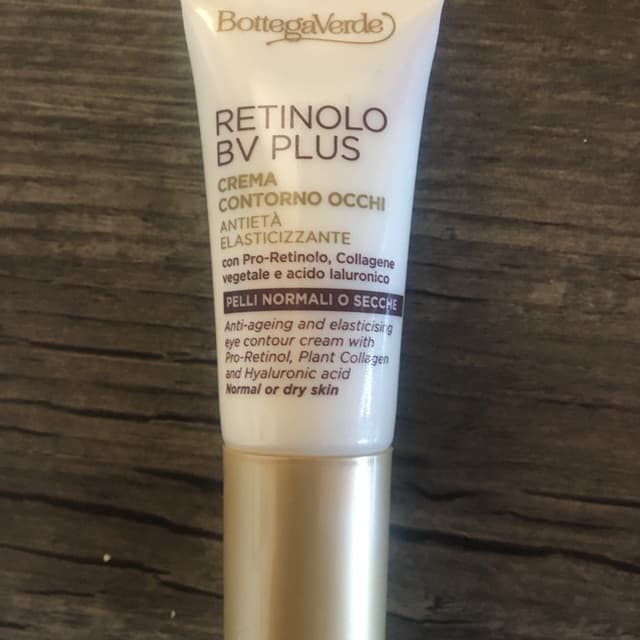 BottegaVerde
RETINOLO
BV PLUS
CREMA
CONTORNO OCCHI
ANTIETÀ
ELASTICIZZANTE
con Pro-Retinolo, Collagene
vegetale e acido Ialuronico
PELLI NORMALI O SECCHE
Anti-ageing and elasticising
eye contour cream with
Pro-Retinol, Plant Collagen
and Hyaluronic acid
Normal or dry skin